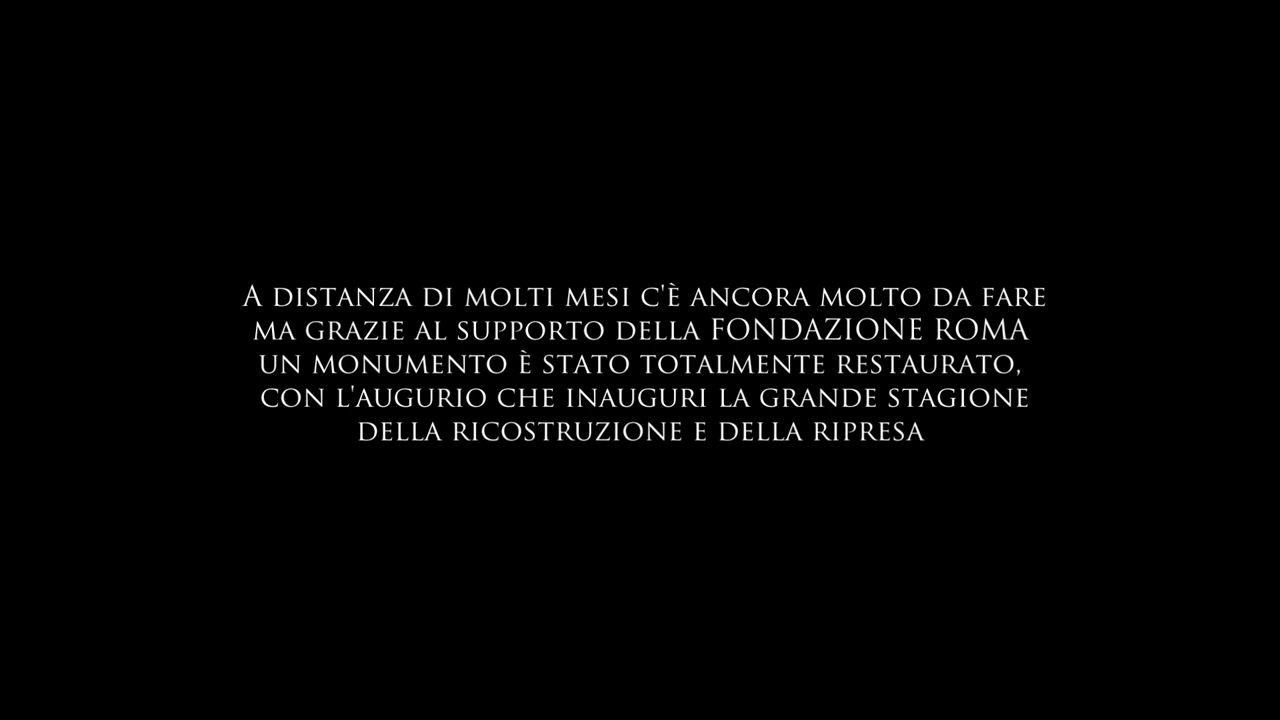 A DISTANZA DI MOLTI MESI C'È ANCORA MOLTO DA FARE
MA GRAZIE AL SUPPORTO DELLA FONDAZIONE ROMA
UN MONUMENTO È STATO TOTALMENTE RESTAURATO,
CON L'AUGURIO CHE INAUGURI LA GRANDE STAGIONE
DELLA RICOSTRUZIONE E DELLA RIPRESA